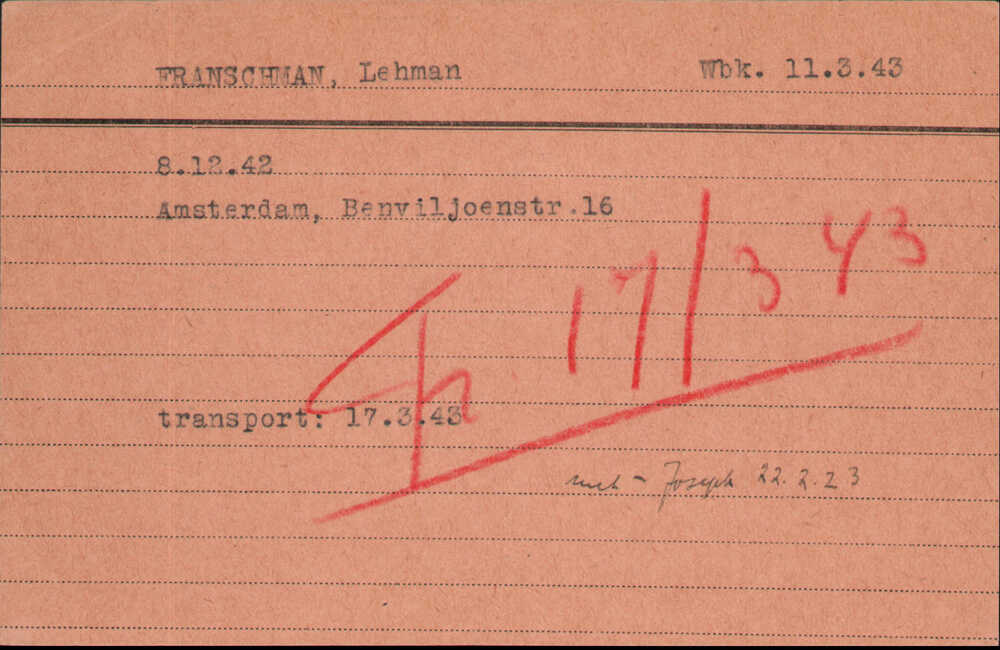 FRANSCHMAN, Lehman Wbk. 11.3.43
8.12.42
Amsterdam, Benviljoenstr.16
17/3 43
transport: 17.3.43
- Joseph 22.2.23